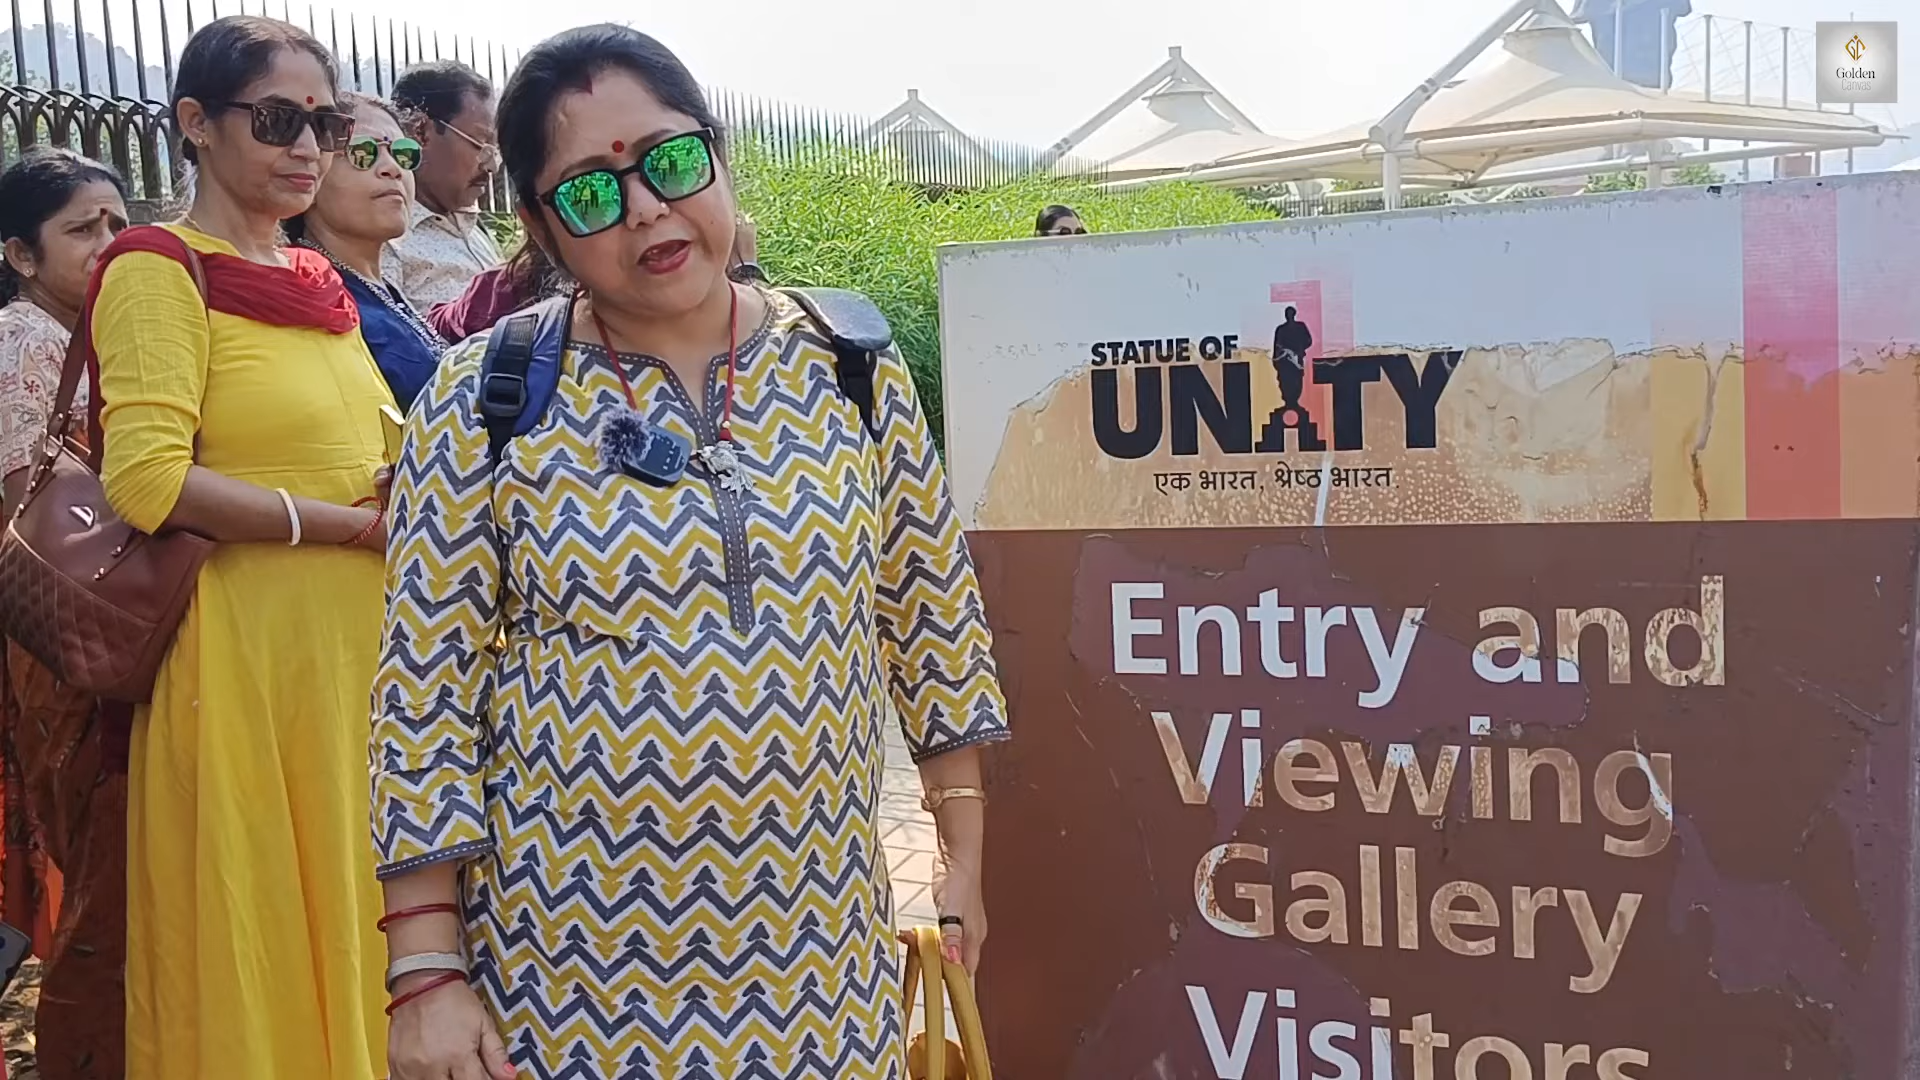 Golden
Canvas
STATUE OF
UNITY
एक भारत, श्रेष्ठ भारत.
Entry and
Viewing
Gallery
Visitors